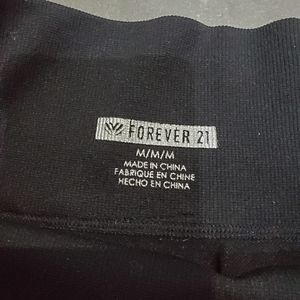 FOREVER 21
M/M/M
MADE IN CHINA
FABRIQUÉ EN CHINE
HECHO EN CHINA